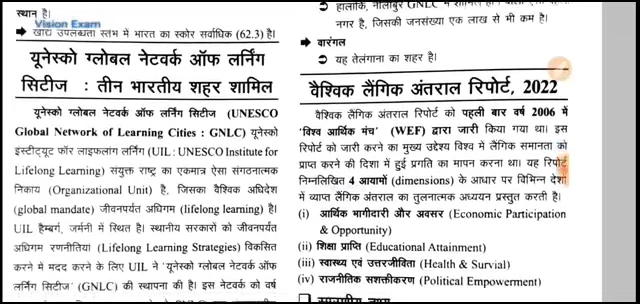 स्थान है।
Vision Exam
➔ खाद्य उपलब्धता स्तंभ में भारत का स्कोर सर्वाधिक (62.3) है।
यूनेस्को ग्लोबल नेटवर्क ऑफ लर्निंग
सिटीज : तीन भारतीय शहर शामिल
यूनेस्को ग्लोबल नेटवर्क ऑफ लर्निंग सिटीज (UNESCO
Global Network of Learning Cities : GNLC) यूनेस्को
इंस्टीट्यूट फॉर लाइफलांग लर्निंग (UIL : UNESCO Institute for
Lifelong Learning) संयुक्त राष्ट्र का एकमात्र ऐसा संगठनात्मक
निकाय (Organizational Unit) है, जिसका वैश्विक अधिदेश
(global mandate) जीवनपर्यंत अधिगम (lifelong learning) है।
UIL हैम्बर्ग, जर्मनी में स्थित है। स्थानीय सरकारों को जीवनपर्यंत
अधिगम रणनीतियां (Lifelong Learning Strategies) विकसित
करने में मदद करने के लिए UIL ने 'यूनेस्को ग्लोबल नेटवर्क ऑफ
लर्निंग सिटीज' (GNLC) की स्थापना की है। इस नेटवर्क को वर्ष
हालांकि, नीलांबुर GNLC में
नगर है, जिसकी जनसंख्या एक लाख से भी कम है।
➔ वारंगल
यह तेलंगाना का शहर है।
वैश्विक लैंगिक अंतराल रिपोर्ट, 2022
वैश्विक लैंगिक अंतराल रिपोर्ट को पहली बार वर्ष 2006 में
'विश्व आर्थिक मंच' (WEF) द्वारा जारी किया गया था। इस
रिपोर्ट को जारी करने का मुख्य उद्देश्य विश्व में लैंगिक समानता को
प्राप्त करने की दिशा में हुई प्रगति का मापन करना था। यह रिपोर्ट
निम्नलिखित 4 आयामों (dimensions) के आधार पर विभिन्न देशों
में व्याप्त लैंगिक अंतराल का तुलनात्मक अध्ययन प्रस्तुत करती है।
(i) आर्थिक भागीदारी और अवसर (Economic Participation
& Opportunity)
(ii) शिक्षा प्राप्ति (Educational Attainment)
(iii) स्वास्थ्य एवं उत्तरजीविता (Health & Survial)
(iv) राजनीतिक सशक्तीकरण (Political Empowerment)